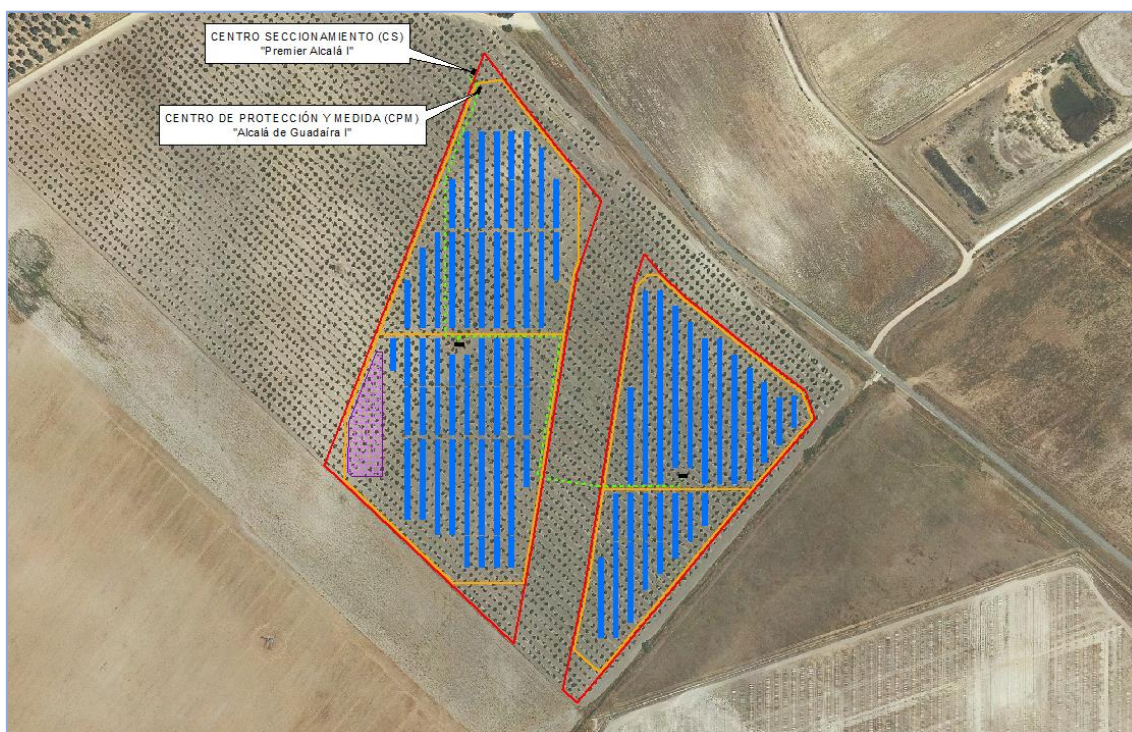 CENTRO SECCIONAMIENTO (CS)
"Premier Alcalá I"
CENTRO DE PROTECCIÓN Y MEDIDA (CPM)
"Alcalá de Guadaíra I"